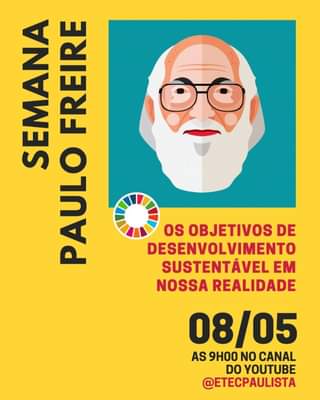 SEMANA
PAULO FREIRE
OS OBJETIVOS DE
DESENVOLVIMENTO
SUSTENTÁVEL EM
NOSSA REALIDADE
08/05
AS 9H00 NO CANAL
DO YOUTUBE
@ETECPAULISTA